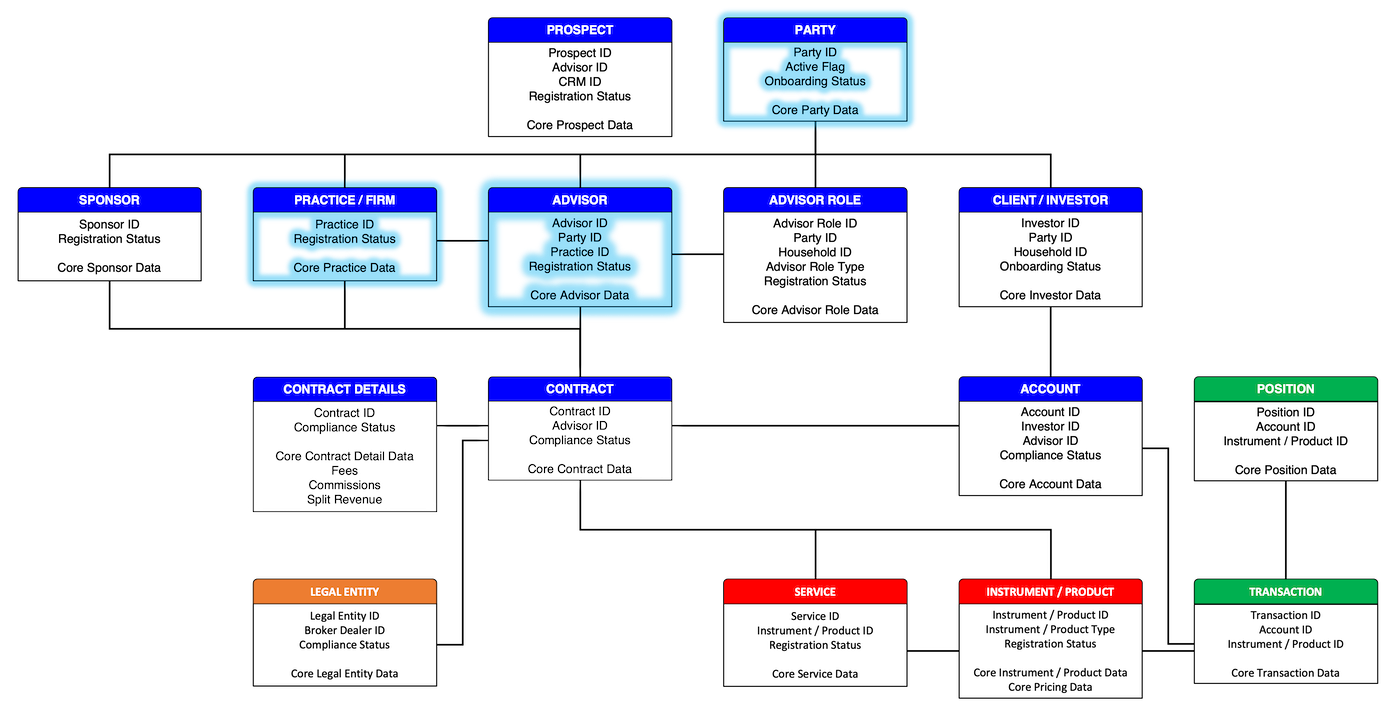 PROSPECT
Prospect ID
Advisor ID
CRM ID
Registration Status
Core Prospect Data
PARTY
Party ID
Active Flag
Onboarding Status
Core Party Data
SPONSOR
Sponsor ID
Registration Status
Core Sponsor Data
PRACTICE / FIRM
Practice ID
Registration Status
Core Practice Data
ADVISOR
Advisor ID
Party ID
Practice ID
Registration Status
Core Advisor Data
ADVISOR ROLE
Advisor Role ID
Party ID
Household ID
Advisor Role Type
Registration Status
Core Advisor Role Data
CLIENT / INVESTOR
Investor ID
Party ID
Household ID
Onboarding Status
Core Investor Data
CONTRACT DETAILS
Contract ID
Compliance Status
Core Contract Detail Data
Fees
Commissions
Split Revenue
CONTRACT
Contract ID
Advisor ID
Compliance Status
Core Contract Data
ACCOUNT
Account ID
Investor ID
Advisor ID
Compliance Status
Core Account Data
POSITION
Position ID
Account ID
Instrument / Product ID
Core Position Data
LEGAL ENTITY
Legal Entity ID
Broker Dealer ID
Compliance Status
Core Legal Entity Data
SERVICE
Service ID
Instrument / Product ID
Registration Status
Core Service Data
INSTRUMENT / PRODUCT
Instrument / Product ID
Instrument / Product Type
Registration Status
Core Instrument / Product Data
Core Pricing Data
TRANSACTION
Transaction ID
Account ID
Instrument / Product ID
Core Transaction Data